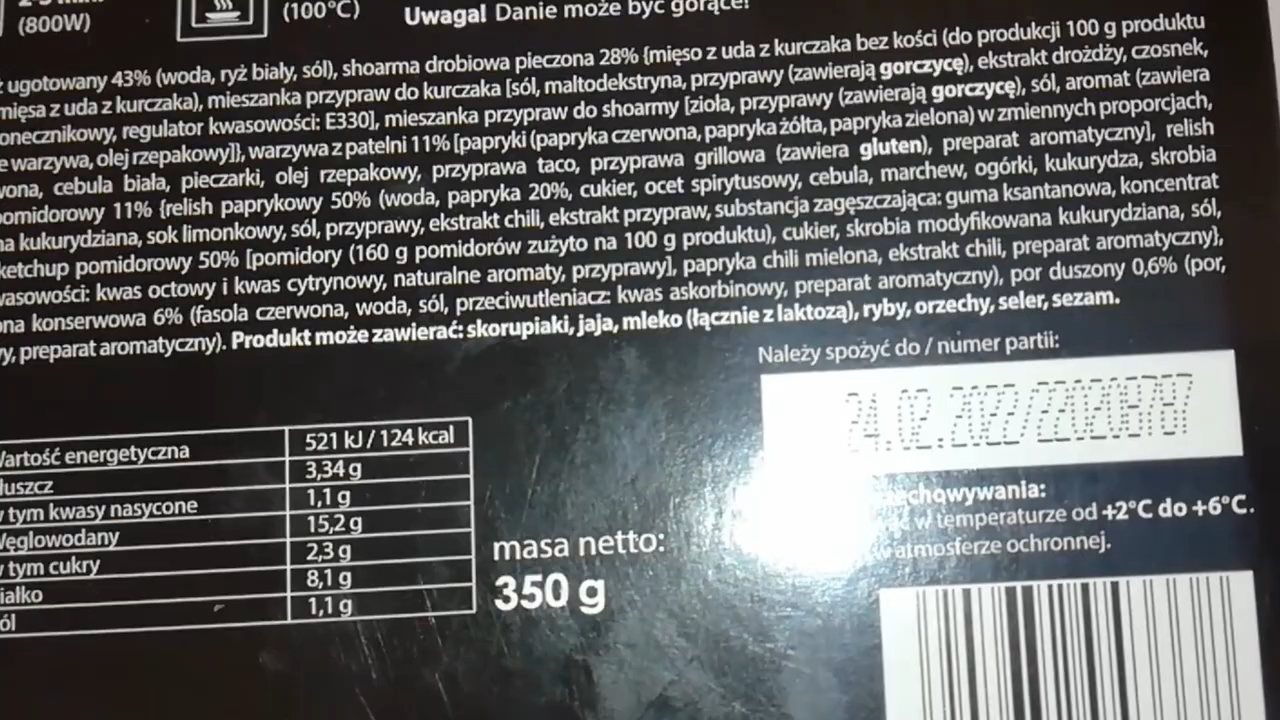 (800W)
(100°C)
Uwaga! Danie może być gorące!
ugotowany 43% (woda, ryż biały, sól), shoarma drobiowa pieczona 28% {mięso z uda z kurczaka bez kości (do produkcji 100 g produktu
mięsa z uda z kurczaka), mieszanka przypraw do kurczaka [sól, maltodekstryna, przyprawy (zawierają gorczycę), ekstrakt drożdży, czosnek,
onecznikowy, regulator kwasowości: E330], mieszanka przypraw do shoarmy [zioła, przyprawy (zawierają gorczycę), sól, aromat (zawiera
e warzywa, olej rzepakowy]}, warzywa z patelni 11% [papryki (papryka czerwona, papryka żółta, papryka zielona) w zmiennych proporcjach,
wona, cebula biała, pieczarki, olej rzepakowy, przyprawa taco, przyprawa grillowa (zawiera gluten), preparat aromatyczny], relish
omidorowy 11% {relish paprykowy 50% (woda, papryka 20%, cukier, ocet spirytusowy, cebula, marchew, ogórki, kukurydza, skrobia
a kukurydziana, sok limonkowy, sól, przyprawy, ekstrakt chili, ekstrakt przypraw, substancja zagęszczająca: guma ksantanowa, koncentrat
ketchup pomidorowy 50% [pomidory (160 g pomidorów zużyto na 100 g produktu), cukier, skrobia modyfikowana kukurydziana, sól,
wasowości: kwas octowy i kwas cytrynowy, naturalne aromaty, przyprawy], papryka chili mielona, ekstrakt chili, preparat aromatyczny},
ona konserwowa 6% (fasola czerwona, woda, sól, przeciwutleniacz: kwas askorbinowy, preparat aromatyczny), por duszony 0,6% (por,
y, preparat aromatyczny). Produkt może zawierać: skorupiaki, jaja, mleko (łącznie z laktozą), ryby, orzechy, seler, sezam.
Należy spożyć do / numer partii:
24.02.2022/2201208787
artość energetyczna 521 kJ / 124 kcal
łuszcz 3,34 g
tym kwasy nasycone 1,1 g
ęglowodany 15,2 g
tym cukry 2,3 g
iałko 8,1 g
ól 1,1 g
masa netto:
350 g
echowywania:
w temperaturze od +2°C do +6°C.
w atmosferze ochronnej.